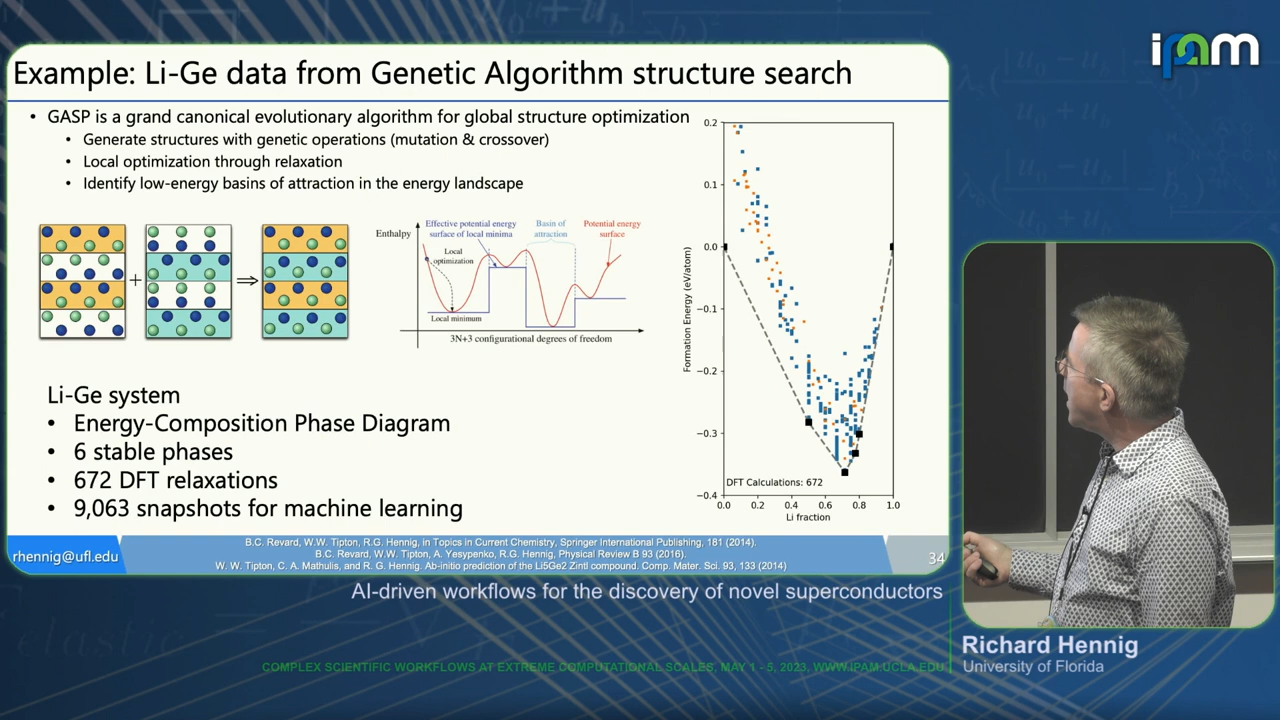 ipam
Example: Li-Ge data from Genetic Algorithm structure search
• GASP is a grand canonical evolutionary algorithm for global structure optimization
• Generate structures with genetic operations (mutation & crossover)
• Local optimization through relaxation
• Identify low-energy basins of attraction in the energy landscape
+
⇒
Enthalpy
Effective potential energy
surface of local minima
Basin of
attraction
Potential energy
surface
Local
optimization
Local minimum
3N+3 configurational degrees of freedom
Li-Ge system
• Energy-Composition Phase Diagram
• 6 stable phases
• 672 DFT relaxations
• 9,063 snapshots for machine learning
Formation Energy (eV/atom)
0.2
0.1
0.0
−0.1
−0.2
−0.3
−0.4
DFT Calculations: 672
0.0 0.2 0.4 0.6 0.8 1.0
Li fraction
rhennig@ufl.edu
B.C. Revard, W.W. Tipton, R.G. Hennig, in Topics in Current Chemistry, Springer International Publishing, 181 (2014).
B.C. Revard, W.W. Tipton, A. Yesypenko, R.G. Hennig, Physical Review B 93 (2016).
W. W. Tipton, C. A. Mathulis, and R. G. Hennig. Ab-initio prediction of the Li5Ge2 Zintl compound. Comp. Mater. Sci. 93, 133 (2014)
34
AI-driven workflows for the discovery of novel superconductors
Richard Hennig
University of Florida
COMPLEX SCIENTIFIC WORKFLOWS AT EXTREME COMPUTATIONAL SCALES, MAY 1 - 5, 2023, WWW.IPAM.UCLA.EDU
elastic